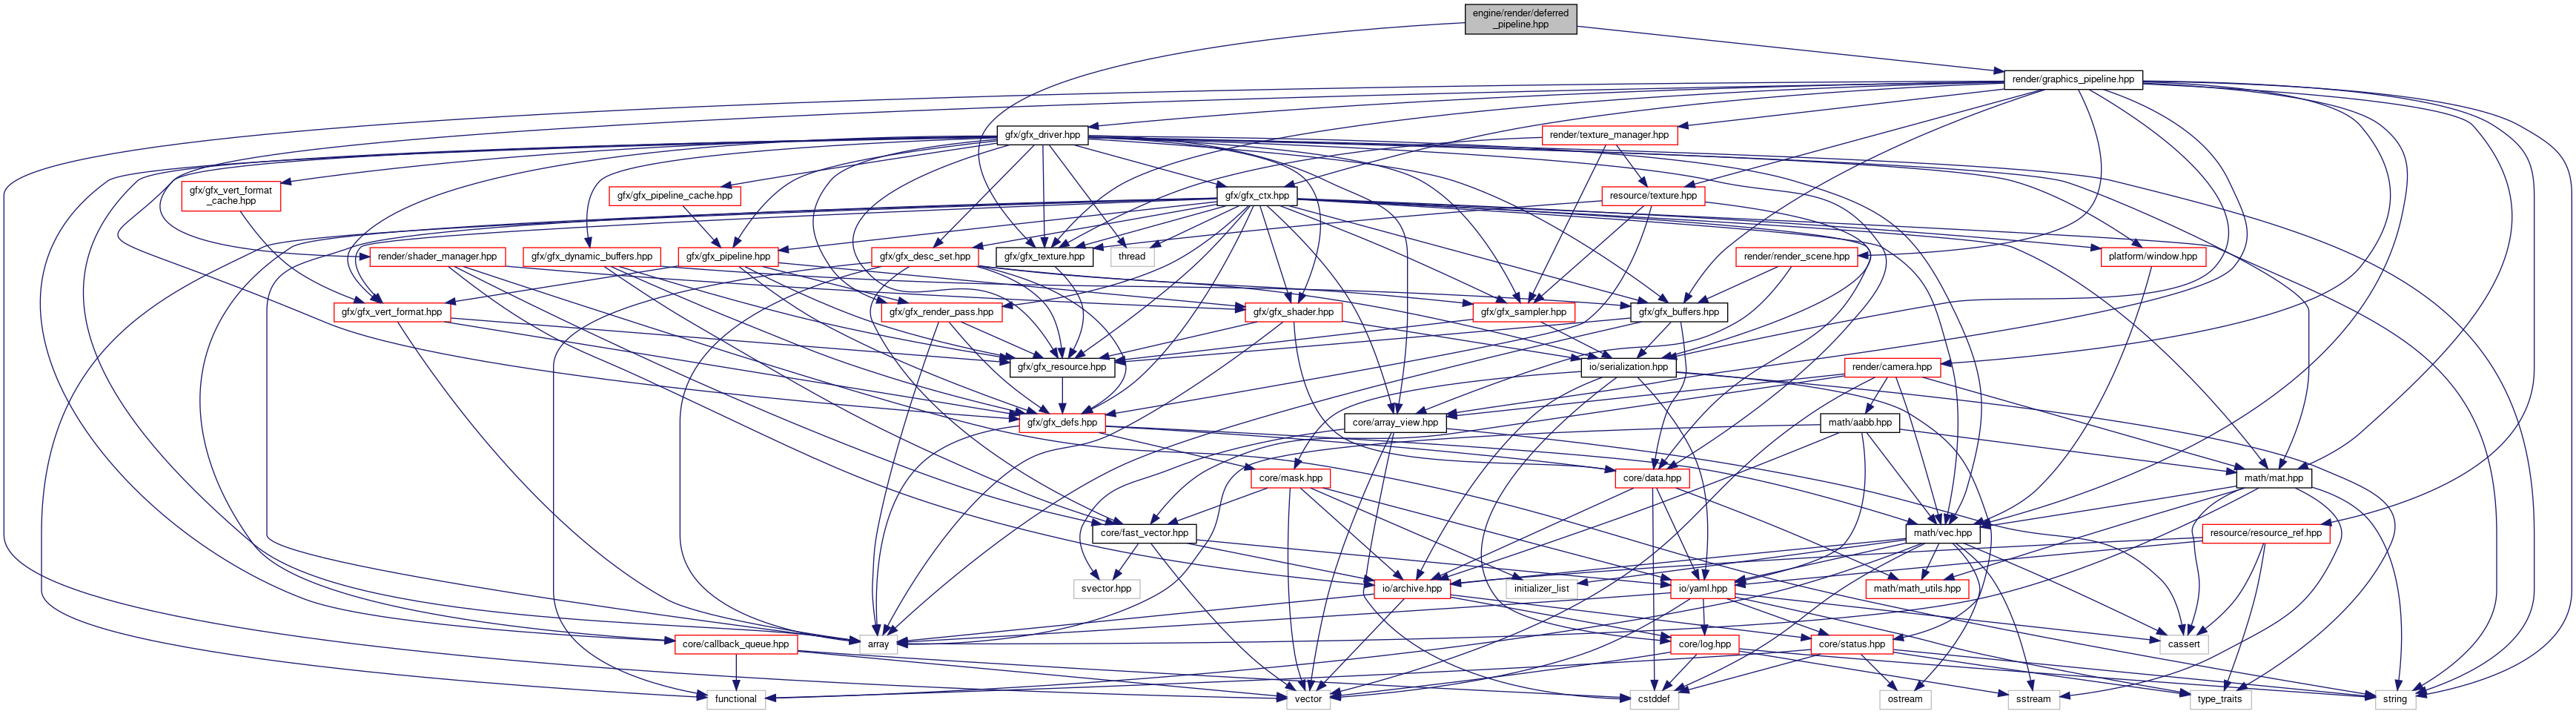 engine/render/deferred
_pipeline.hpp
render/graphics_pipeline.hpp
gfx/gfx_driver.hpp
render/texture_manager.hpp
gfx/gfx_vert_format
_cache.hpp
gfx/gfx_pipeline_cache.hpp
gfx/gfx_ctx.hpp
resource/texture.hpp
render/shader_manager.hpp
gfx/gfx_dynamic_buffers.hpp
gfx/gfx_pipeline.hpp
gfx/gfx_desc_set.hpp
gfx/gfx_texture.hpp
thread
render/render_scene.hpp
platform/window.hpp
gfx/gfx_vert_format.hpp
gfx/gfx_render_pass.hpp
gfx/gfx_shader.hpp
gfx/gfx_sampler.hpp
gfx/gfx_buffers.hpp
gfx/gfx_resource.hpp
io/serialization.hpp
render/camera.hpp
gfx/gfx_defs.hpp
core/array_view.hpp
math/aabb.hpp
core/mask.hpp
core/data.hpp
math/mat.hpp
core/fast_vector.hpp
math/vec.hpp
resource/resource_ref.hpp
svector.hpp
io/archive.hpp
initializer_list
io/yaml.hpp
math/math_utils.hpp
core/callback_queue.hpp
array
core/log.hpp
core/status.hpp
cassert
functional
vector
cstddef
ostream
sstream
type_traits
string